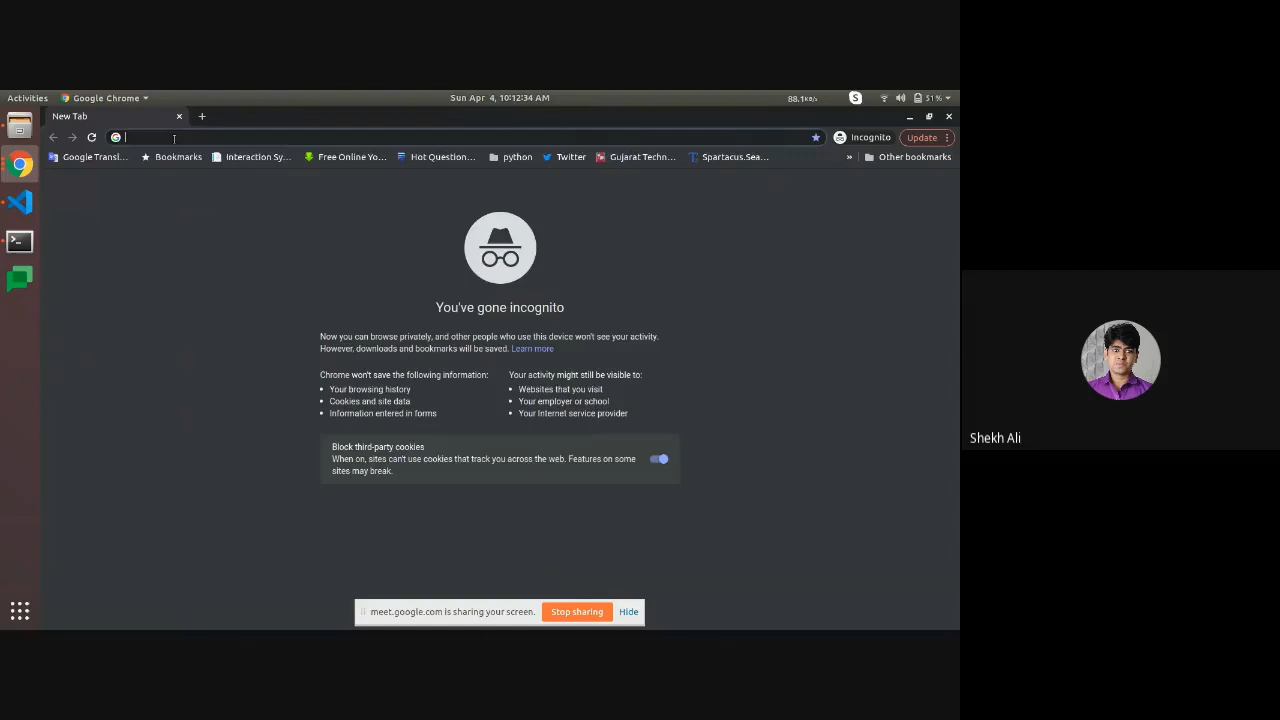 Activities Google Chrome Sun Apr 4, 10:12:34 AM 88.1KB/s 51%
New Tab
Incognito Update
Google Transl... Bookmarks Interaction Sy... Free Online Yo... Hot Question... python Twitter Gujarat Techn... Spartacus.Sea... » Other bookmarks
You've gone incognito
Now you can browse privately, and other people who use this device won't see your activity.
However, downloads and bookmarks will be saved. Learn more
Chrome won't save the following information:
• Your browsing history
• Cookies and site data
• Information entered in forms
Your activity might still be visible to:
• Websites that you visit
• Your employer or school
• Your Internet service provider
Block third-party cookies
When on, sites can't use cookies that track you across the web. Features on some
sites may break.
meet.google.com is sharing your screen. Stop sharing Hide
Shekh Ali